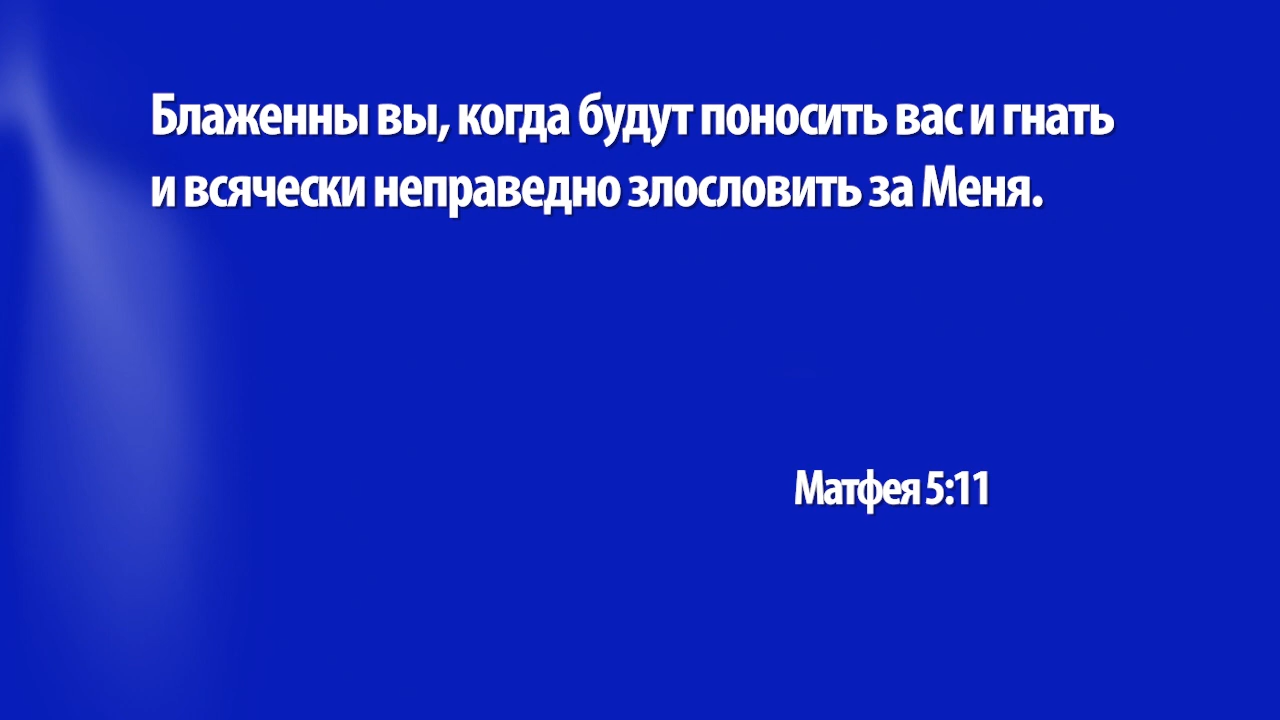 Блаженны вы, когда будут поносить вас и гнать
и всячески неправедно злословить за Меня.
Матфея 5:11